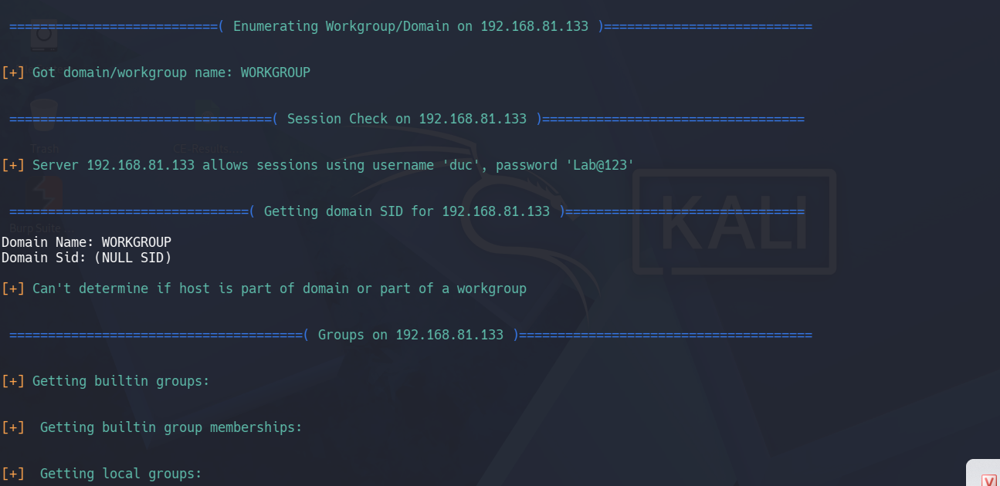 ===========================( Enumerating Workgroup/Domain on 192.168.81.133 )===========================
[+] Got domain/workgroup name: WORKGROUP
==================================( Session Check on 192.168.81.133 )==================================
[+] Server 192.168.81.133 allows sessions using username 'duc', password 'Lab@123'
===============================( Getting domain SID for 192.168.81.133 )===============================
Domain Name: WORKGROUP
Domain Sid: (NULL SID)
[+] Can't determine if host is part of domain or part of a workgroup
======================================( Groups on 192.168.81.133 )======================================
[+] Getting builtin groups:
[+]  Getting builtin group memberships:
[+]  Getting local groups:
Trash
Burp Suite
KALI